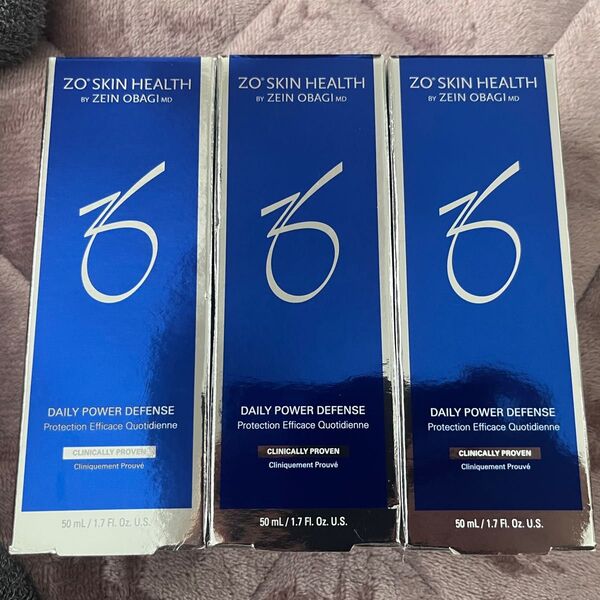 ZO® SKIN HEALTH
BY ZEIN OBAGI MD
DAILY POWER DEFENSE
Protection Efficace Quotidienne
CLINICALLY PROVEN
Cliniquement Prouvé
50 mL / 1.7 Fl. Oz. U.S.
ZO® SKIN HEALTH
BY ZEIN OBAGI MD
DAILY POWER DEFENSE
Protection Efficace Quotidienne
CLINICALLY PROVEN
Cliniquement Prouvé
50 mL / 1.7 Fl. Oz. U.S.
ZO® SKIN HEALTH
BY ZEIN OBAGI MD
DAILY POWER DEFENSE
Protection Efficace Quotidienne
CLINICALLY PROVEN
Cliniquement Prouvé
50 mL / 1.7 Fl. Oz. U.S.